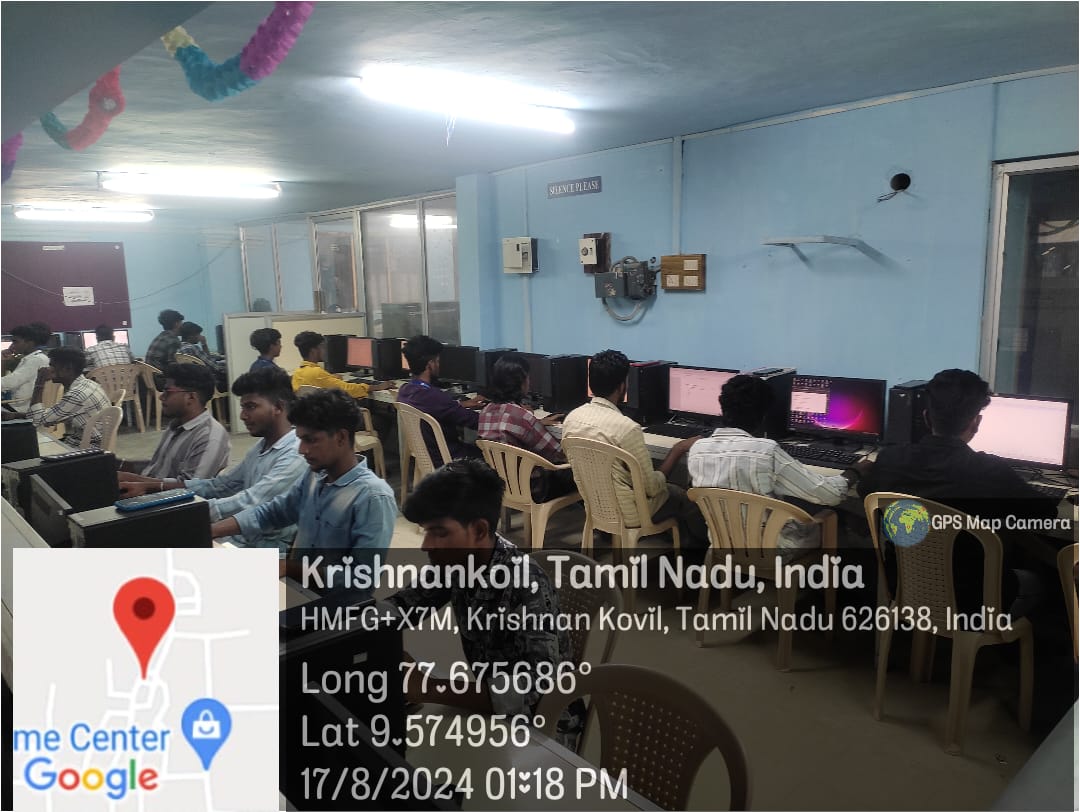 SILENCE PLEASE
GPS Map Camera
Krishnankoil, Tamil Nadu, India
HMFG+X7M, Krishnan Kovil, Tamil Nadu 626138, India
Long 77.675686°
Lat 9.574956°
17/8/2024 01:18 PM
me Center
Google